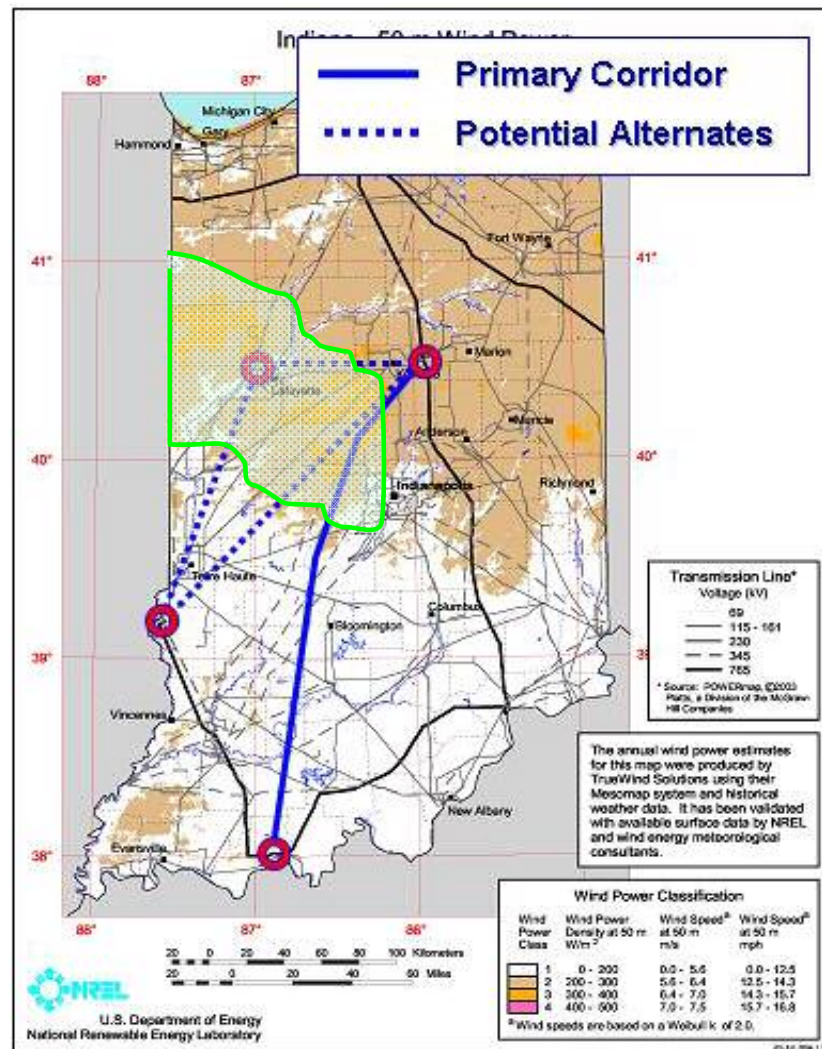 Primary Corridor
Potential Alternates
88°
87°
Michigan City
Gary
Hammond
Fort Wayne
41°
41°
Marion
Lafayette
Muncie
Anderson
40°
40°
Indianapolis
Richmond
Terre Haute
Columbus
Bloomington
39°
Vincennes
New Albany
38°
Evansville
88°
87°
86°
Transmission Line*
Voltage (kV)
69
115 - 161
230
345
765
* Source: POWERmap, ©2003
Platts, a Division of the McGraw
Hill Companies
The annual wind power estimates
for this map were produced by
TrueWind Solutions using their
Mesomap system and historical
weather data. It has been validated
with available surface data by NREL
and wind energy meteorological
consultants.
Wind Power Classification
Wind Power Class Wind Power Density at 50 m W/m² Wind Speed ª at 50 m m/s Wind Speed ª at 50 m mph
1 0 - 200 0.0 - 5.6 0.0 - 12.5
2 200 - 300 5.6 - 6.4 12.5 - 14.3
3 300 - 400 6.4 - 7.0 14.3 - 15.7
4 400 - 500 7.0 - 7.5 15.7 - 16.8
ª Wind speeds are based on a Weibull k of 2.0.
20 0 20 40 60 80 100 Kilometers
20 0 20 40 60 Miles
NREL
U.S. Department of Energy
National Renewable Energy Laboratory